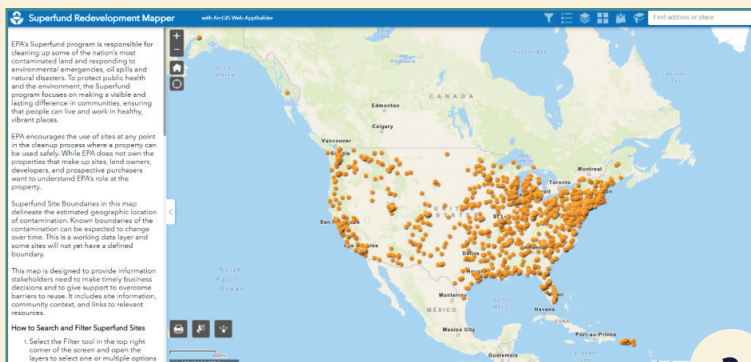 Superfund Redevelopment Mapper
with ArcGIS Web AppBuilder
Find address or place
EPA's Superfund program is responsible for
cleaning up some of the nation's most
contaminated land and responding to
environmental emergencies, oil spills and
natural disasters. To protect public health
and the environment, the Superfund
program focuses on making a visible and
lasting difference in communities, ensuring
that people can live and work in healthy,
vibrant places.
EPA encourages the use of sites at any point
in the cleanup process where a property can
be used safely. While EPA does not own the
properties that make up sites, land owners,
developers, and prospective purchasers
want to understand EPA's role at the
property.
Superfund Site Boundaries in this map
delineate the estimated geographic location
of contamination. Known boundaries of the
contamination can be expected to change
over time. This is a working data layer and
some sites will not yet have a defined
boundary.
This map is designed to provide information
stakeholders need to make timely business
decisions and to give support to overcome
barriers to reuse. It includes site information,
community context, and links to relevant
resources.
How to Search and Filter Superfund Sites
1. Select the Filter tool in the top right
corner of the screen and open the
layers to select one or multiple options
+
−
CANADA
Edmonton
Calgary
Vancouver
Montreal
Toronto
UNITED
STATES
Dallas
Houston
Miami
Monterrey
MÉXICO
Havana
Mexico City
Port-au-Prince
Guatemala
North
Pacific
Ocean